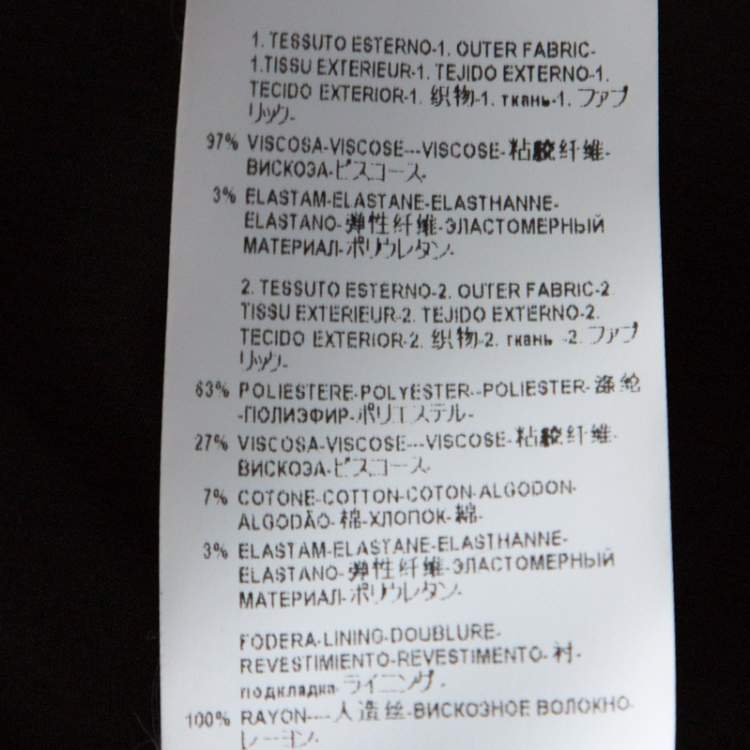 1. TESSUTO ESTERNO-1. OUTER FABRIC-
1.TISSU EXTERIEUR-1. TEJIDO EXTERNO-1.
TECIDO EXTERIOR-1. 织物-1. ткань-1. ファブ
リック-
97% VISCOSA-VISCOSE---VISCOSE-粘胶纤维-
ВИСКОЗА-ビスコース-
3% ELASTAM-ELASTANE-ELASTHANNE-
ELASTANO-弹性纤维-ЭЛАСТОМЕРНЫЙ
МАТЕРИАЛ-ポリウレタン-
2. TESSUTO ESTERNO-2. OUTER FABRIC-2
TISSU EXTERIEUR-2. TEJIDO EXTERNO-2.
TECIDO EXTERIOR-2. 织物-2. ткань -2. ファブ
リック-
63% POLIESTERE-POLYESTER--POLIESTER-涤纶
-ПОЛИЭФИР-ポリエステル-
27% VISCOSA-VISCOSE---VISCOSE-粘胶纤维-
ВИСКОЗА-ビスコース-
7% COTONE-COTTON-COTON-ALGODON-
ALGODÃO-棉-ХЛОПОК-綿-
3% ELASTAM-ELASTANE-ELASTHANNE-
ELASTANO-弹性纤维-ЭЛАСТОМЕРНЫЙ
МАТЕРИАЛ-ポリウレタン-
FODERA-LINING-DOUBLURE-
REVESTIMIENTO-REVESTIMENTO-衬-
подкладка-ライニング-
100% RAYON----人造丝-ВИСКОЗНОЕ ВОЛОКНО-
レーヨン-